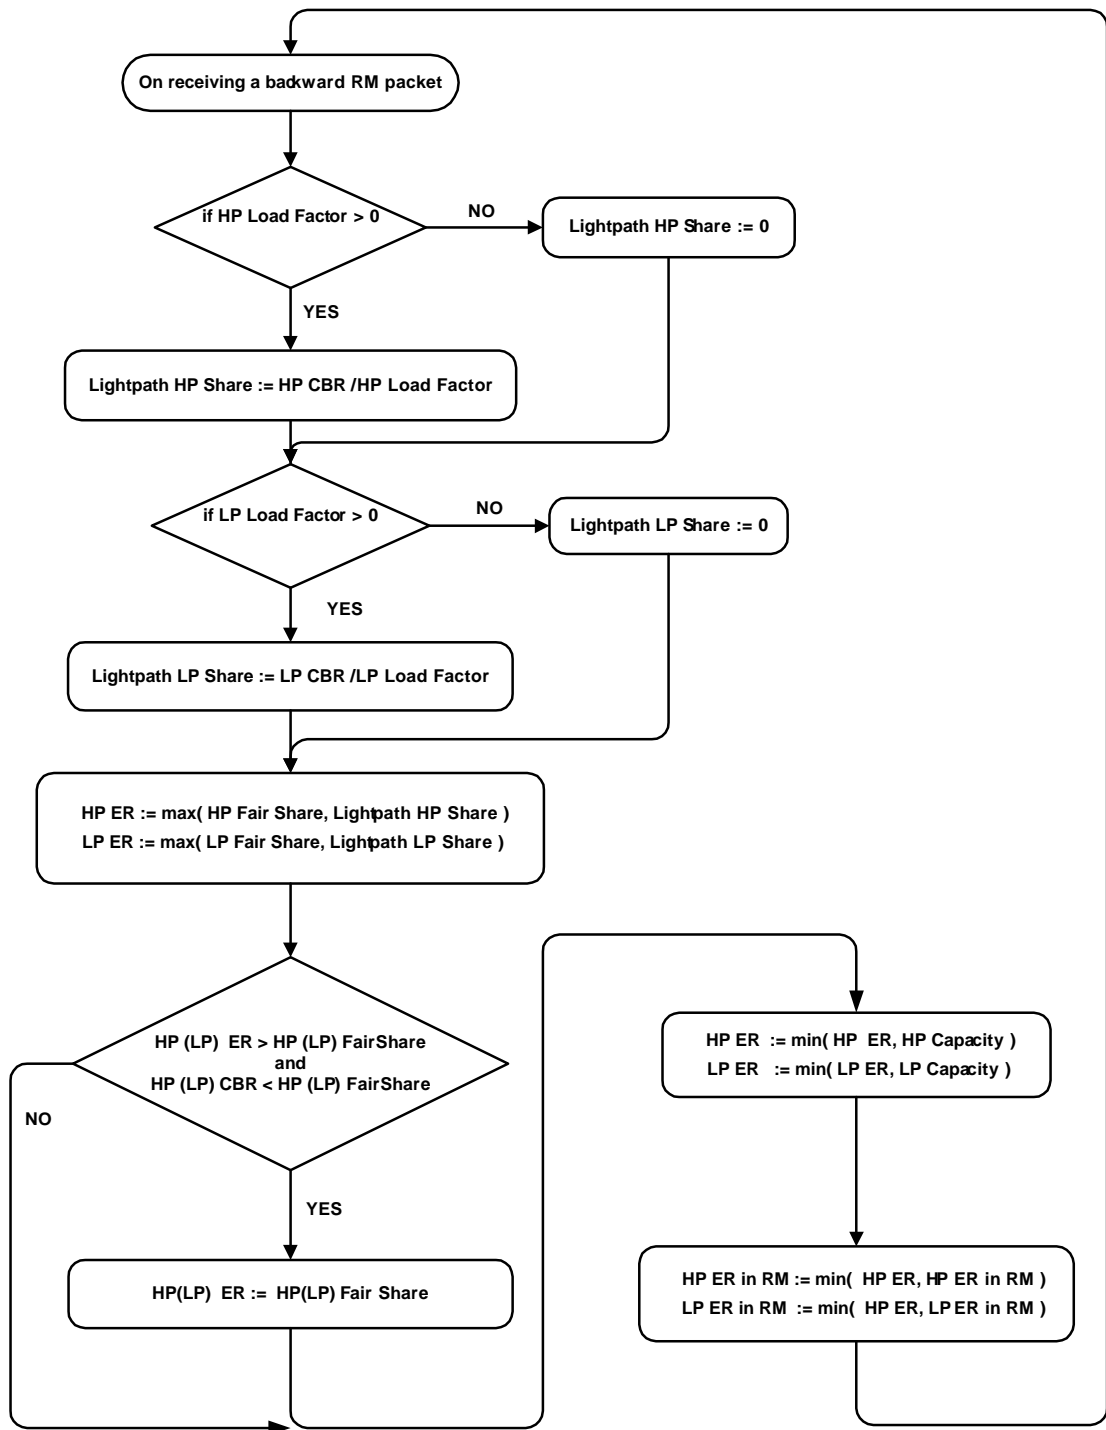 On receiving a backward RM packet
if HP Load Factor > 0
NO
Lightpath HP Share := 0
YES
Lightpath HP Share := HP CBR /HP Load Factor
if LP Load Factor > 0
NO
Lightpath LP Share := 0
YES
Lightpath LP Share := LP CBR /LP Load Factor
HP ER := max( HP Fair Share, Lightpath HP Share )
LP ER := max( LP Fair Share, Lightpath LP Share )
HP (LP) ER > HP (LP) FairShare
and
HP (LP) CBR < HP (LP) FairShare
NO
YES
HP(LP) ER := HP(LP) Fair Share
HP ER := min( HP ER, HP Capacity )
LP ER := min( LP ER, LP Capacity )
HP ER in RM := min( HP ER, HP ER in RM )
LP ER in RM := min( HP ER, LP ER in RM )